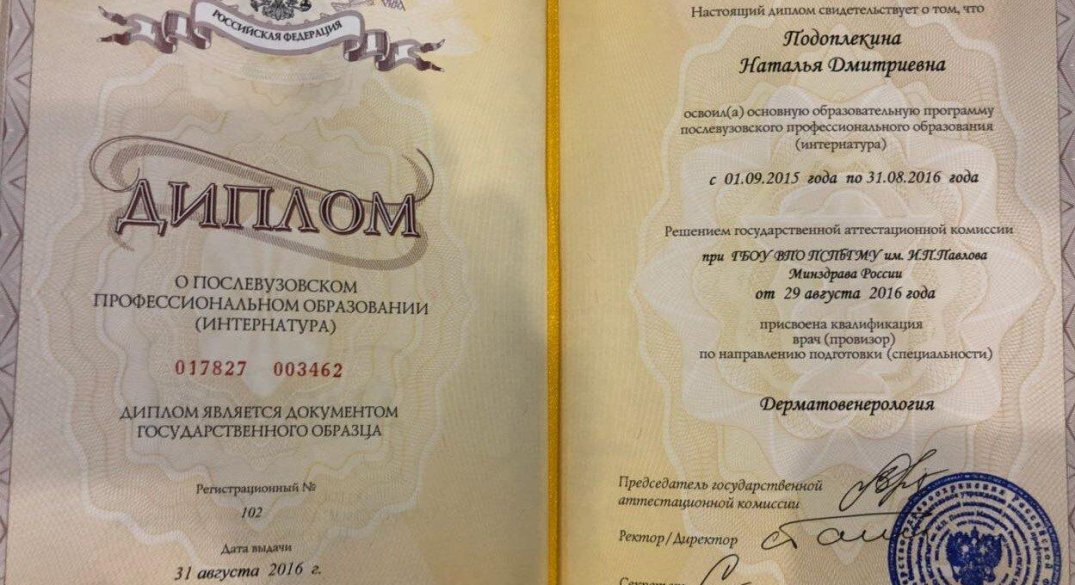 РОССИЙСКАЯ ФЕДЕРАЦИЯ
ДИПЛОМ
О ПОСЛЕВУЗОВСКОМ
ПРОФЕССИОНАЛЬНОМ ОБРАЗОВАНИИ
(ИНТЕРНАТУРА)
017827 003462
ДИПЛОМ ЯВЛЯЕТСЯ ДОКУМЕНТОМ
ГОСУДАРСТВЕННОГО ОБРАЗЦА
Регистрационный №
102
Дата выдачи
31 августа 2016 г.
Настоящий диплом свидетельствует о том, что
Подоплекина
Наталья Дмитриевна
освоил(а) основную образовательную программу
послевузовского профессионального образования
(интернатура)
с 01.09.2015 года по 31.08.2016 года
Решением государственной аттестационной комиссии
при ГБОУ ВПО ПСПбГМУ им. И.П.Павлова
Минздрава России
от 29 августа 2016 года
присвоена квалификация
врач (провизор)
по направлению подготовки (специальности)
Дерматовенерология
Председатель государственной
аттестационной комиссии
Ректор/Директор